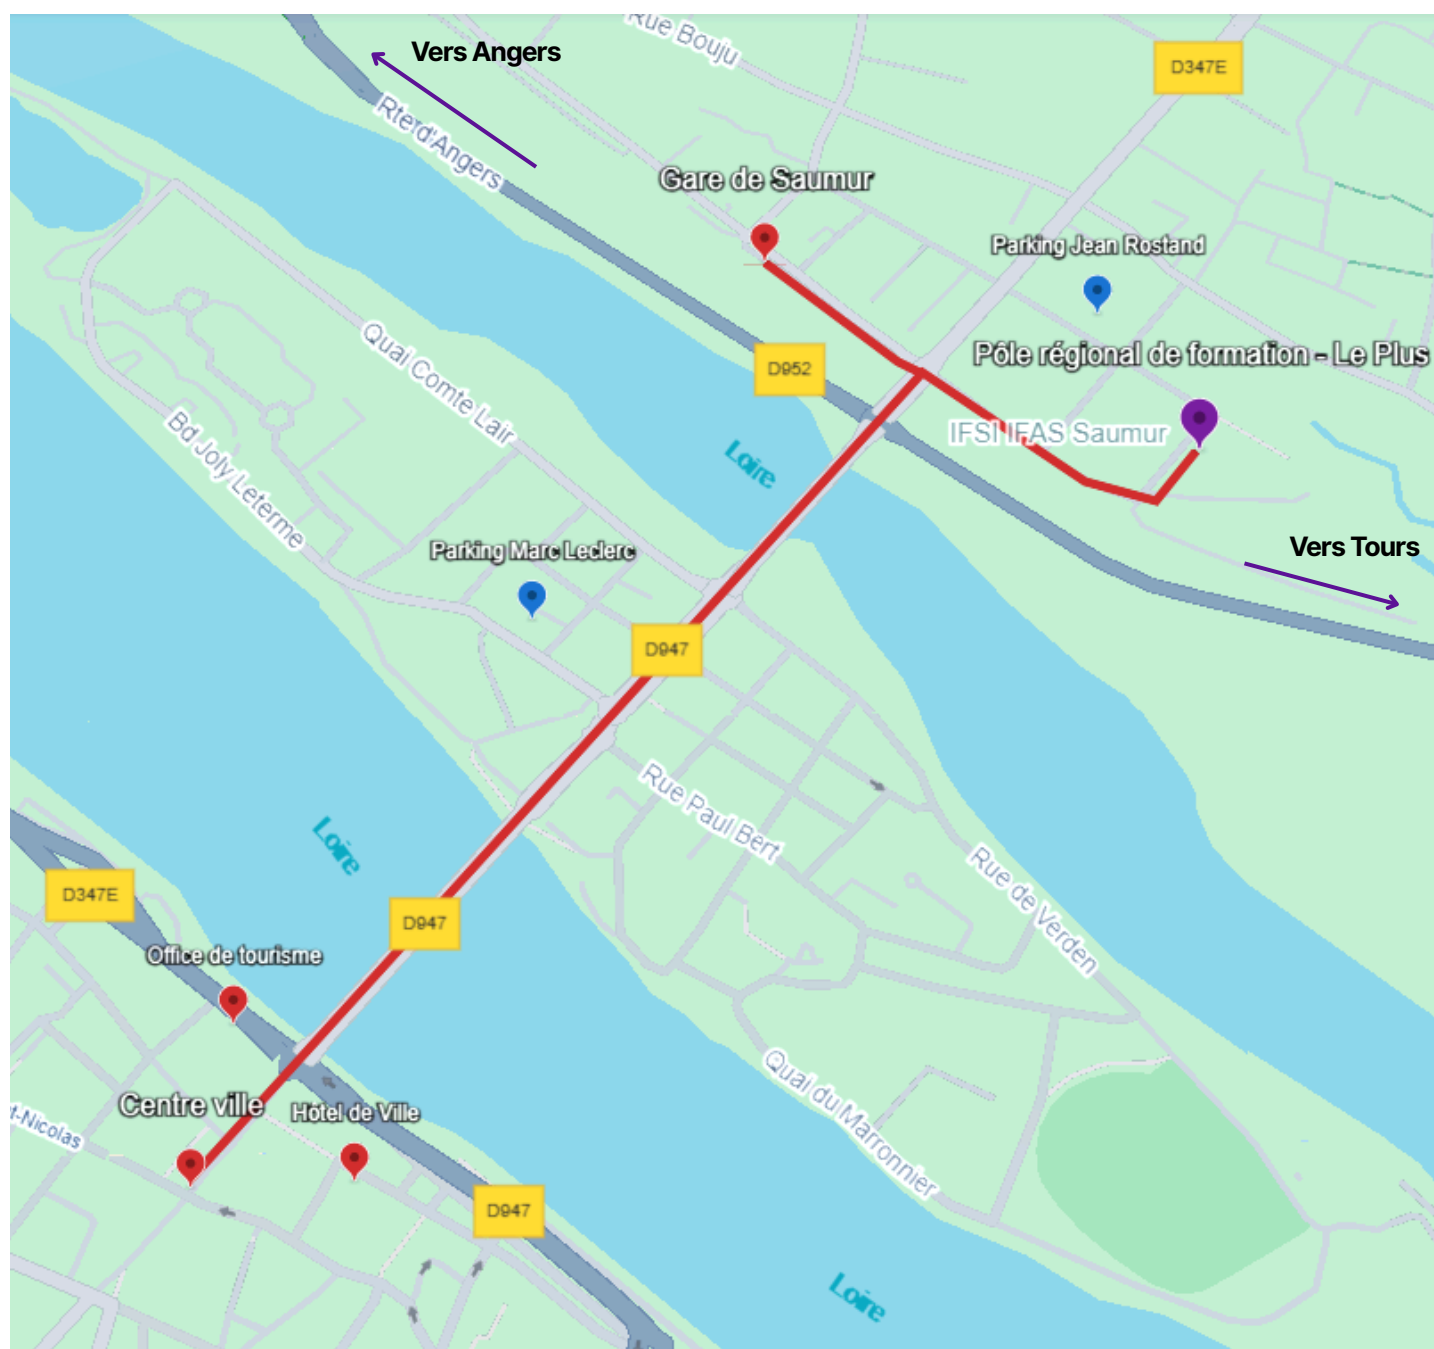 Rue Bouju
Vers Angers
D347E
Rte d'Angers
Gare de Saumur
Parking Jean Rostand
Quai Comte Lair
D952
Pôle régional de formation - Le Plus
IFSI IFAS Saumur
Bd Joly Leterme
Loire
Parking Marc Leclerc
Vers Tours
D947
Rue Paul Bert
Loire
Rue de Verden
D347E
D947
Office de tourisme
Quai du Marronnier
Centre ville
Hôtel de Ville
t-Nicolas
D947
Loire